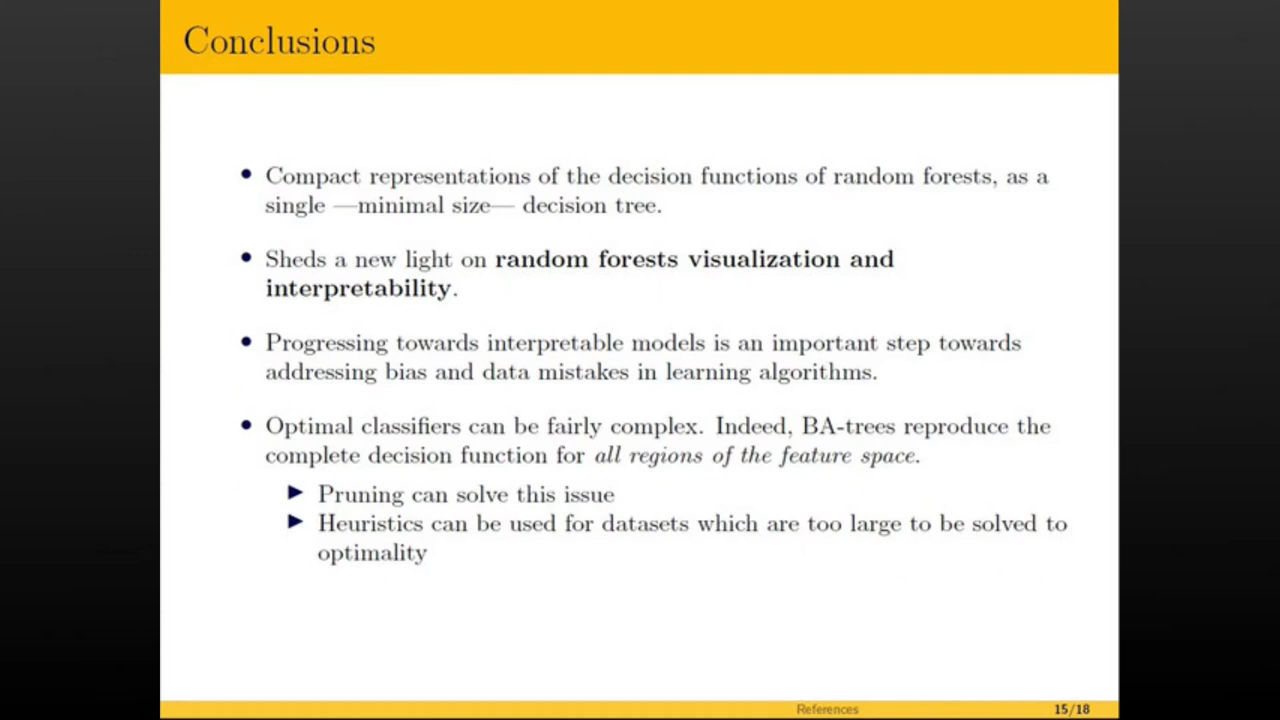 Conclusions
Compact representations of the decision functions of random forests, as a
single —minimal size— decision tree.
Sheds a new light on random forests visualization and
interpretability.
Progressing towards interpretable models is an important step towards
addressing bias and data mistakes in learning algorithms.
Optimal classifiers can be fairly complex. Indeed, BA-trees reproduce the
complete decision function for all regions of the feature space.
Pruning can solve this issue
Heuristics can be used for datasets which are too large to be solved to
optimality
References 15/18